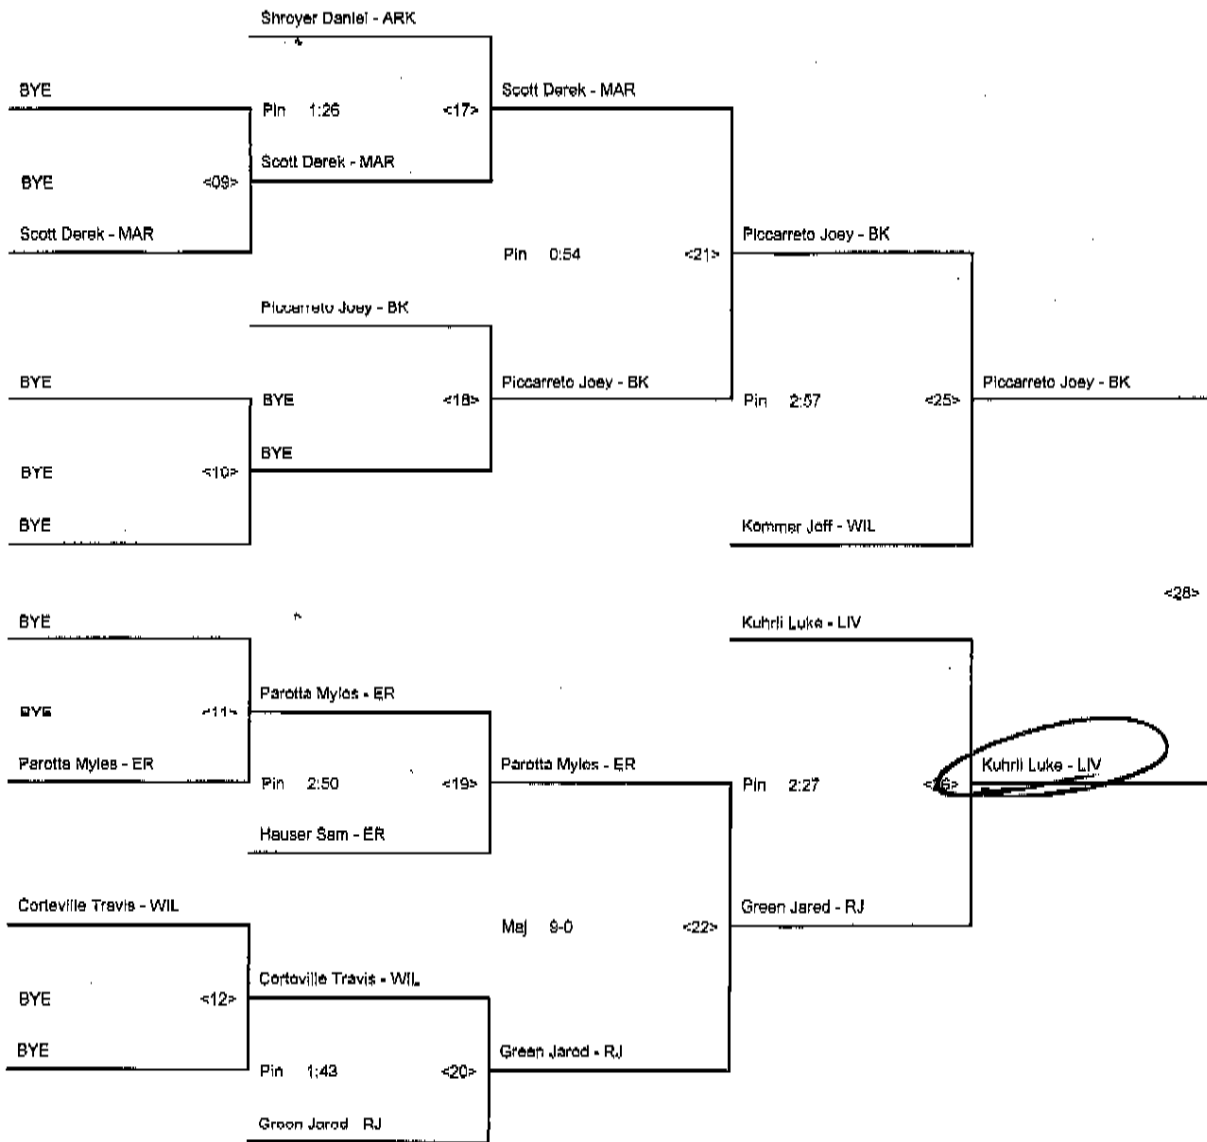 Shroyer Daniel - ARK
BYE
Scott Derek - MAR
Pin 1:26 <17>
Scott Derek - MAR
BYE <09>
Scott Derek - MAR
Pin 0:54 <21>
Piccarreto Joey - BK
Piccarreto Joey - BK
BYE
Piccarreto Joey - BK
Piccarreto Joey - BK
BYE <18>
Pin 2:57 <25>
BYE
BYE <10>
BYE
Kommer Jeff - WIL
<28>
BYE
Kuhrli Luke - LIV
Parotta Myles - ER
BYE <11>
Parotta Myles - ER
Parotta Myles - ER
Kuhrli Luke - LIV
Pin 2:50 <19>
Pin 2:27 <26>
Hauser Sam - ER
Corteville Travis - WIL
Green Jared - RJ
Maj 9-0 <22>
Corteville Travis - WIL
BYE <12>
BYE
Green Jared - RJ
Pin 1:43 <20>
Green Jared - RJ